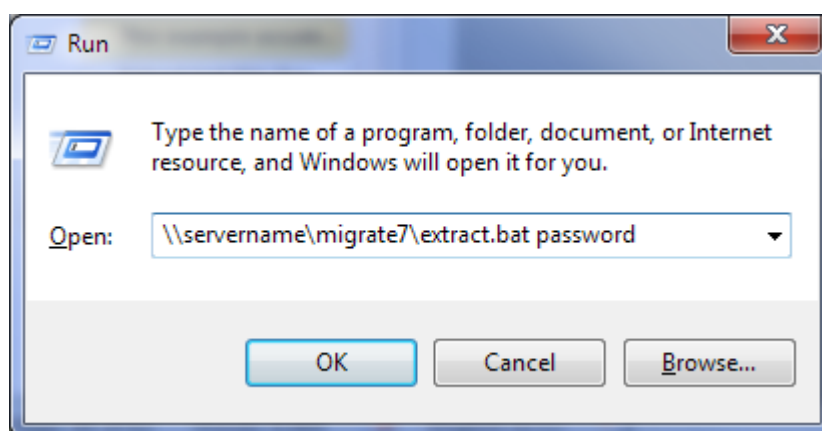 Run
Type the name of a program, folder, document, or Internet
resource, and Windows will open it for you.
Open: \\servername\migrate7\extract.bat password
OK Cancel Browse...